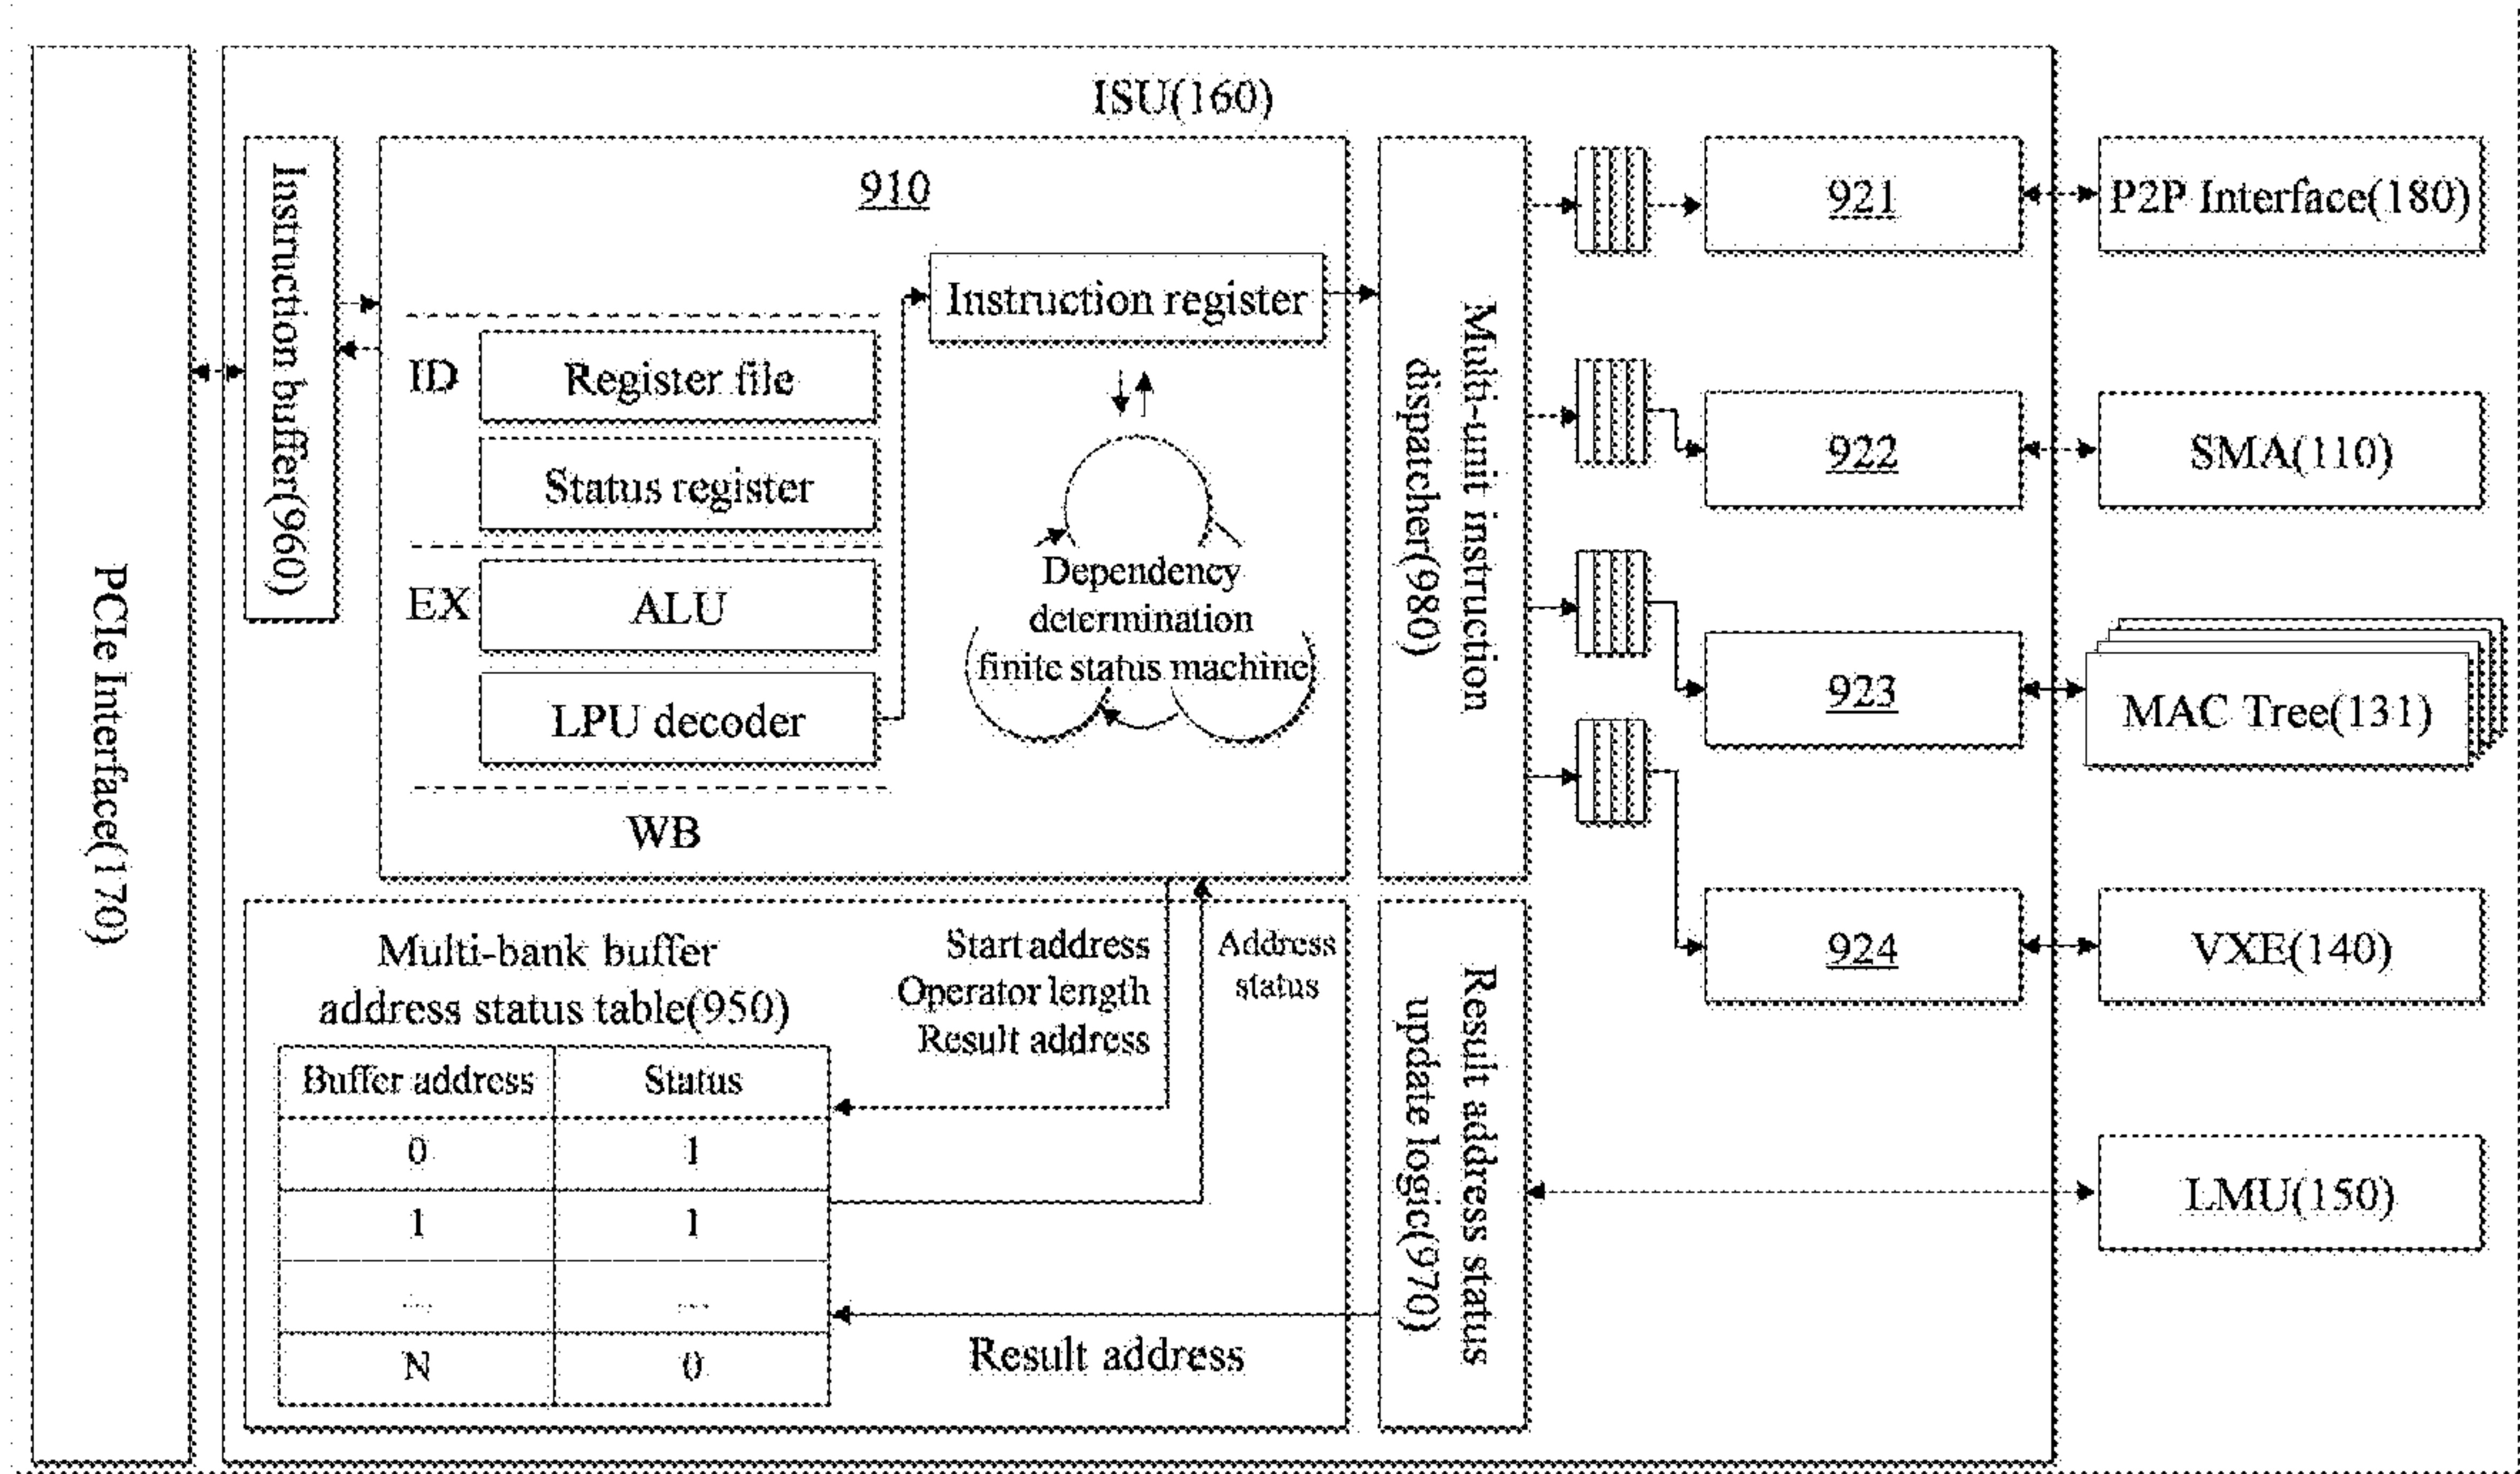 ISU(160)
PCIe Interface(170)
Instruction buffer(960)
910
Instruction register
ID
Register file
Status register
EX
ALU
LPU decoder
WB
Dependency
determination
finite status machine
Multi-unit instruction
dispatcher(980)
921
922
923
924
P2P Interface(180)
SMA(110)
MAC Tree(131)
VXE(140)
LMU(150)
Multi-bank buffer
address status table(950)
Buffer address Status
0 1
1 1
... ...
N 0
Start address
Operator length
Result address
Address
status
Result address
Result address status
update logic(970)